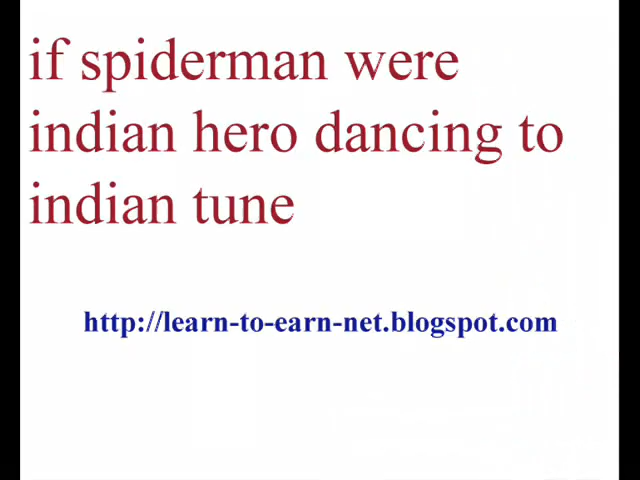 if spiderman were
indian hero dancing to
indian tune
http://learn-to-earn-net.blogspot.com